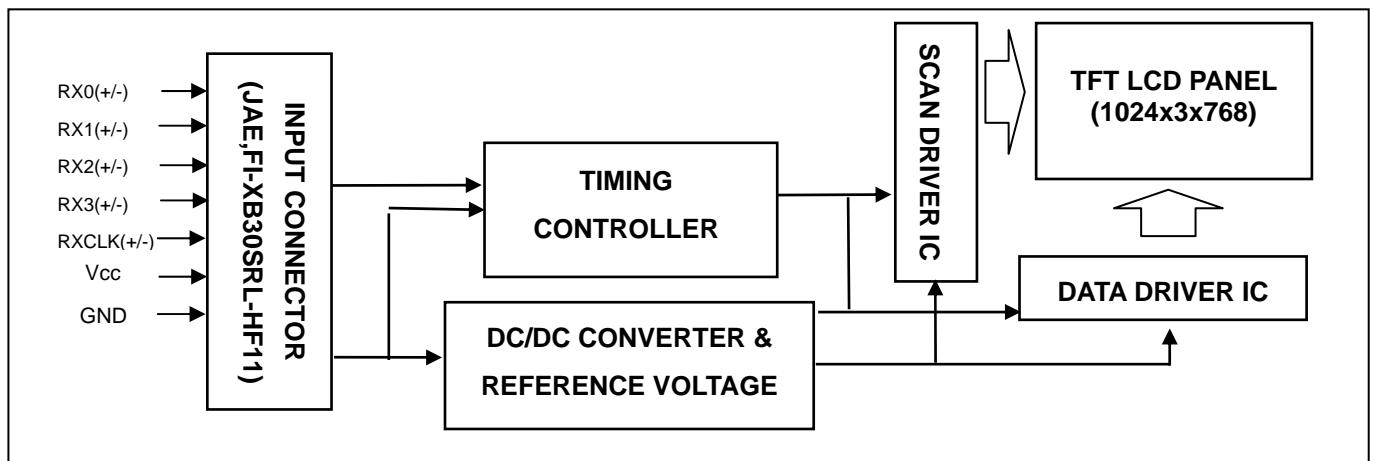 RX0(+/-)
RX1(+/-)
RX2(+/-)
RX3(+/-)
RXCLK(+/-)
Vcc
GND
INPUT CONNECTOR
(JAE,FI-XB30SRL-HF11)
TIMING
CONTROLLER
DC/DC CONVERTER &
REFERENCE VOLTAGE
SCAN DRIVER IC
TFT LCD PANEL
(1024x3x768)
DATA DRIVER IC